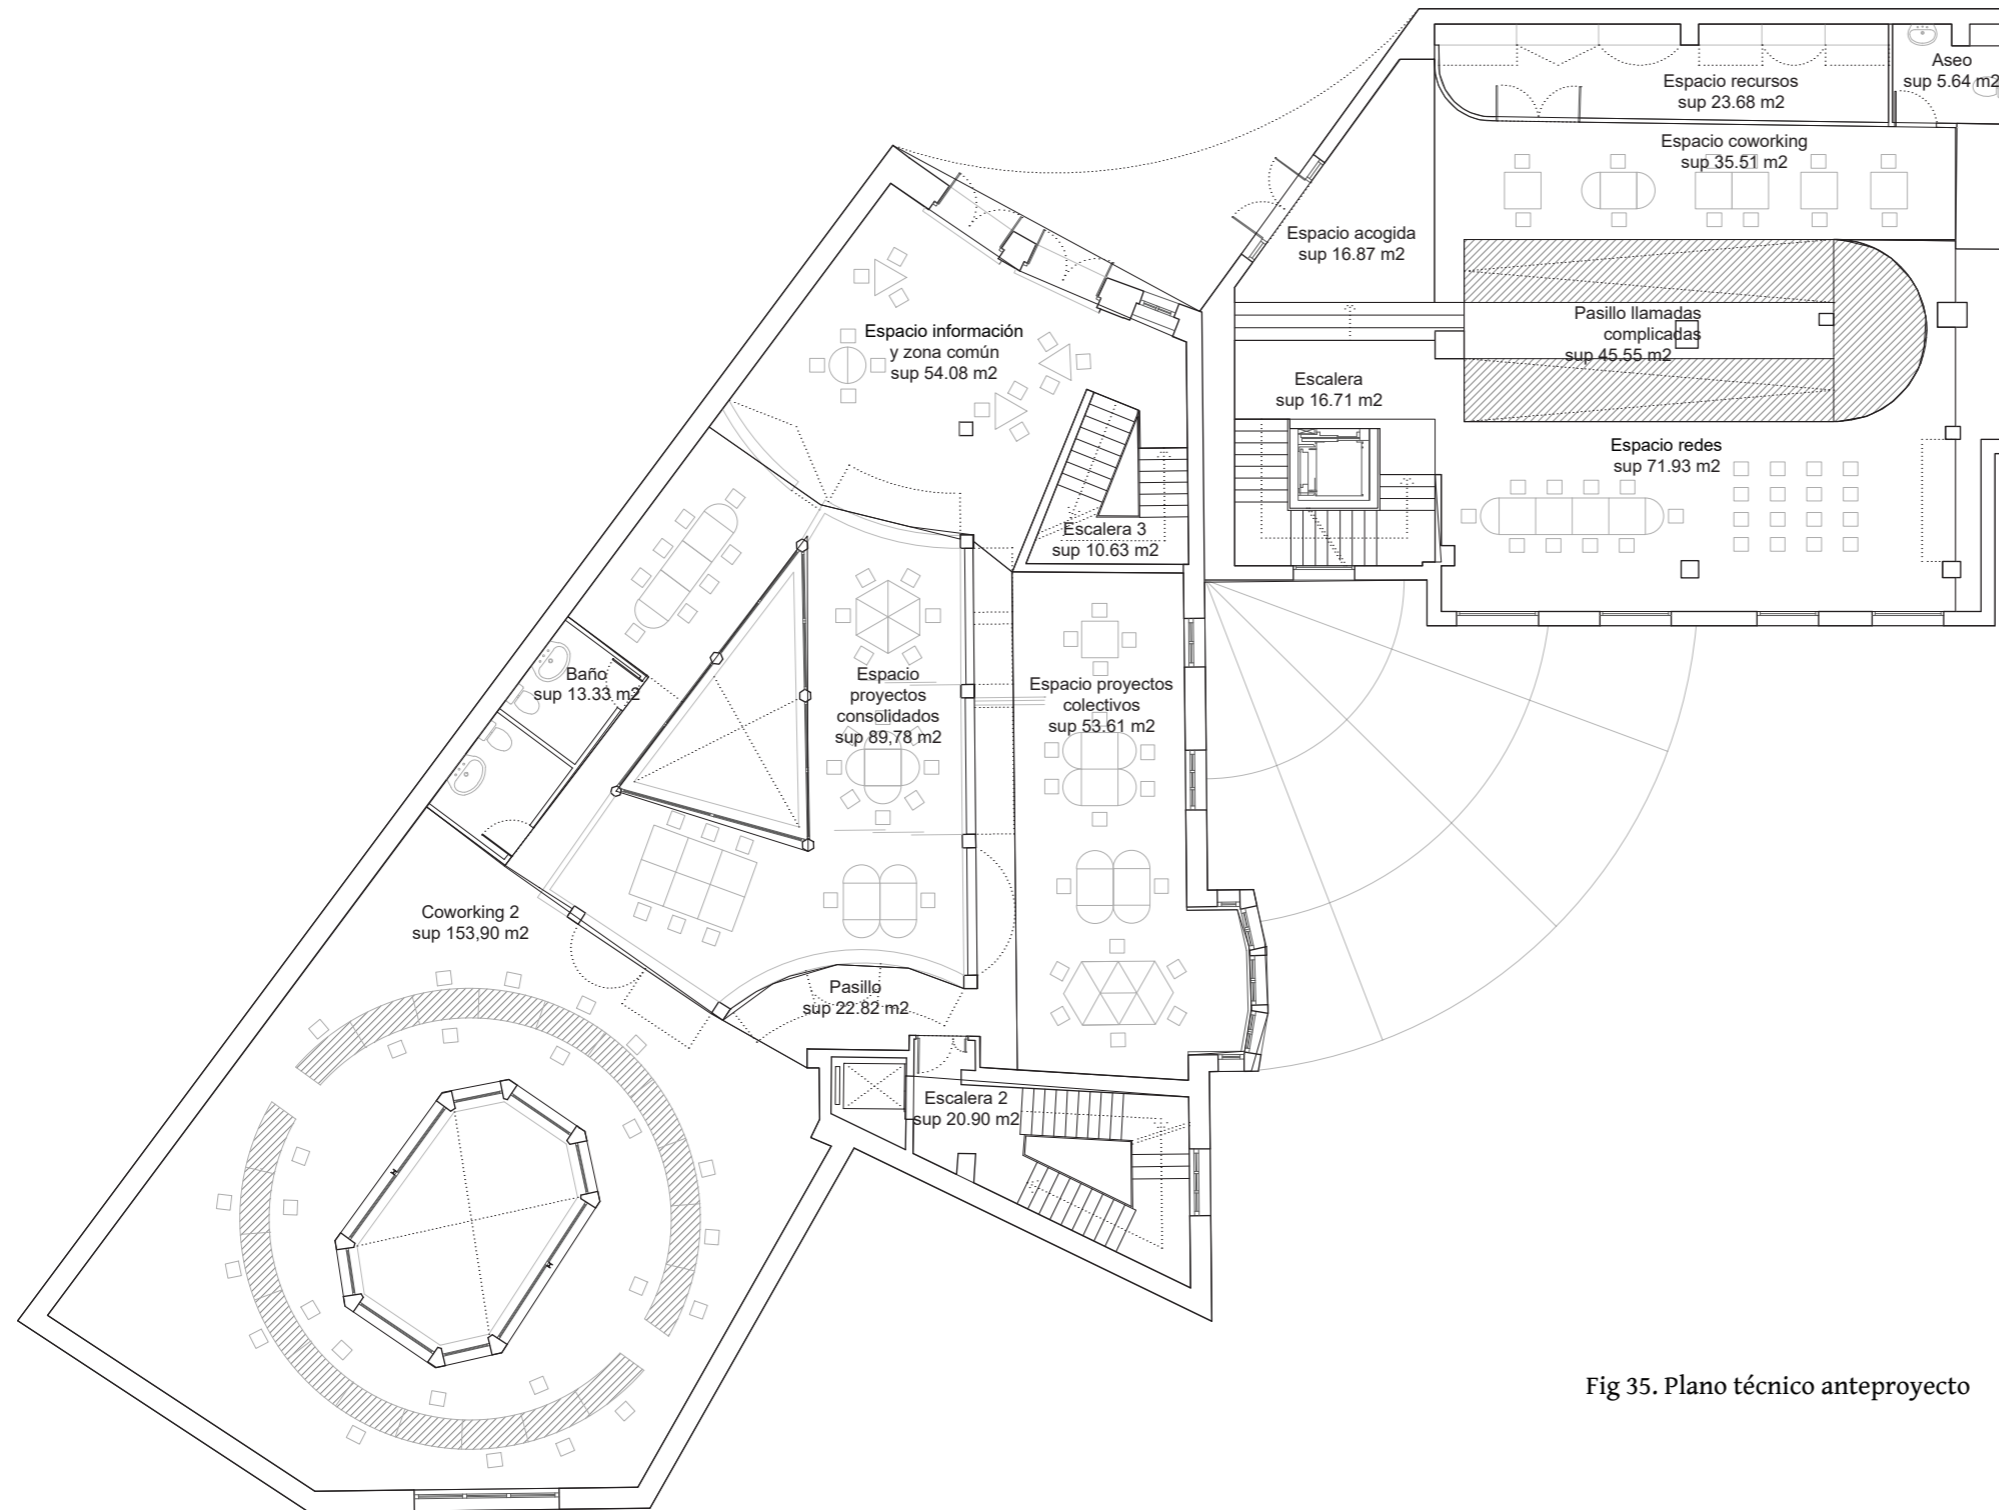 Aseo
sup 5.64 m2
Espacio recursos
sup 23.68 m2
Espacio coworking
sup 35.51 m2
Espacio acogida
sup 16.87 m2
Pasillo llamadas
complicadas
sup 45.55 m2
Espacio información
y zona común
sup 54.08 m2
Escalera
sup 16.71 m2
Espacio redes
sup 71.93 m2
Escalera 3
sup 10.63 m2
Baño
sup 13.33 m2
Espacio
proyectos
consolidados
sup 89,78 m2
Espacio proyectos
colectivos
sup 53.61 m2
Coworking 2
sup 153,90 m2
Pasillo
sup 22.82 m2
Escalera 2
sup 20.90 m2
Fig 35. Plano técnico anteproyecto